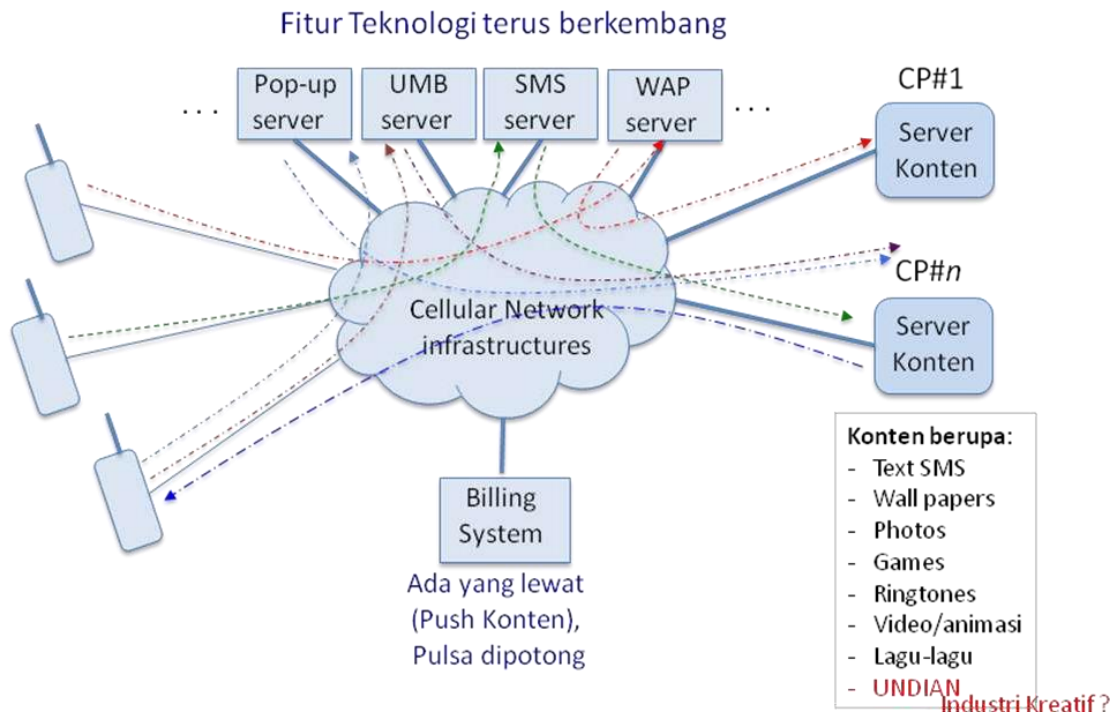 Fitur Teknologi terus berkembang
. . .
Pop-up
server
UMB
server
SMS
server
WAP
server
. . .
CP#1
Server
Konten
CP#n
Server
Konten
Cellular Network
infrastructures
Billing
System
Ada yang lewat
(Push Konten),
Pulsa dipotong
Konten berupa:
- Text SMS
- Wall papers
- Photos
- Games
- Ringtones
- Video/animasi
- Lagu-lagu
- UNDIAN
Industri Kreatif ?